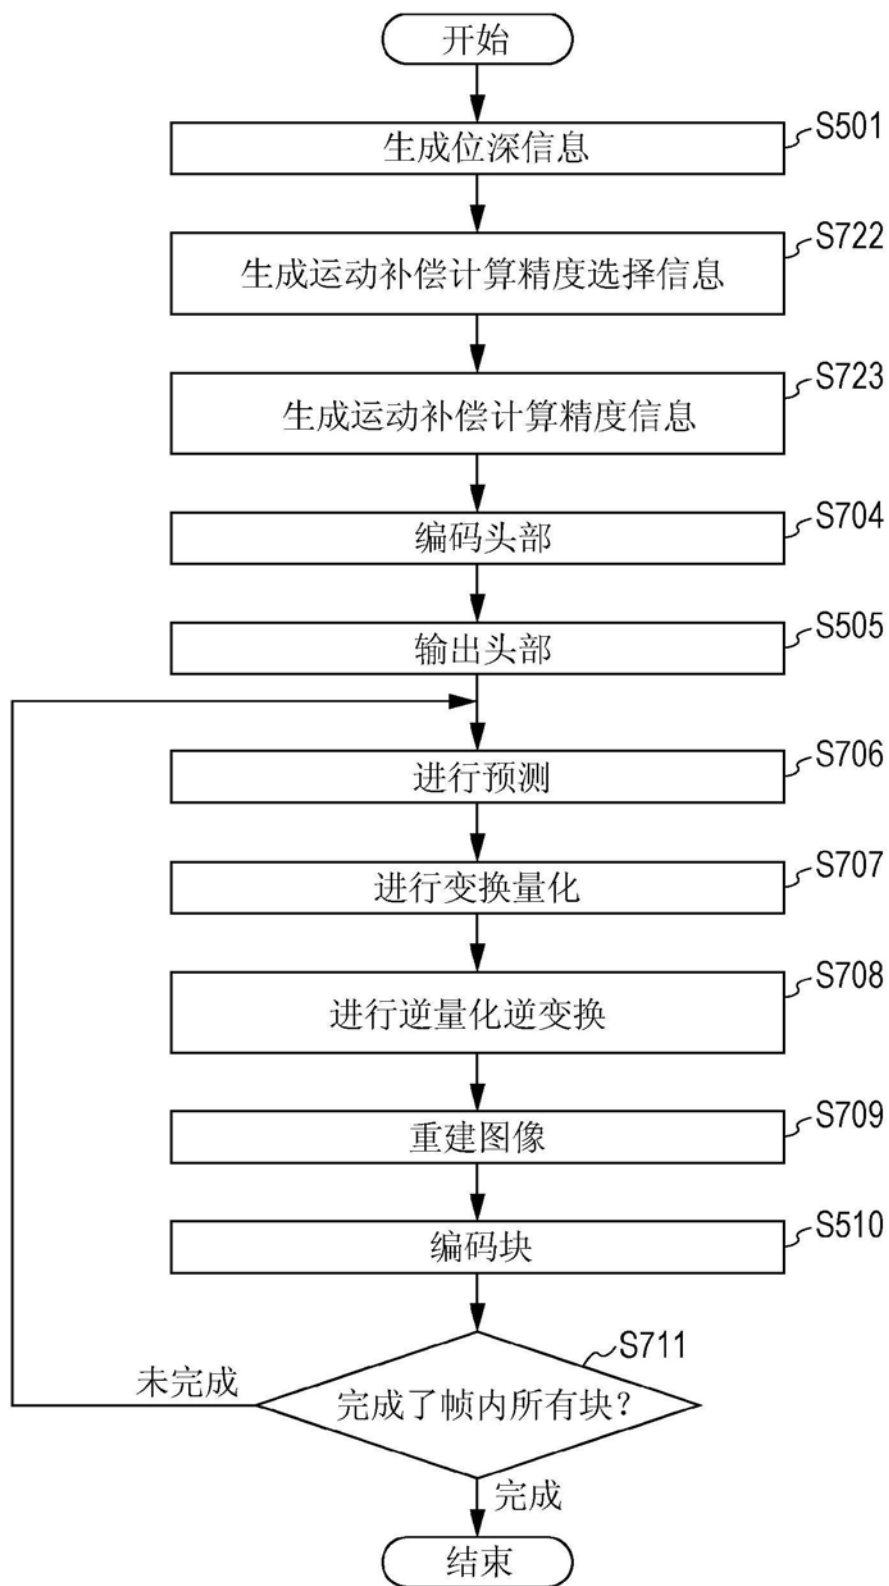 开始
生成位深信息
S501
生成运动补偿计算精度选择信息
S722
生成运动补偿计算精度信息
S723
编码头部
S704
输出头部
S505
进行预测
S706
进行变换量化
S707
进行逆量化逆变换
S708
重建图像
S709
编码块
S510
S711
未完成
完成了帧内所有块？
完成
结束